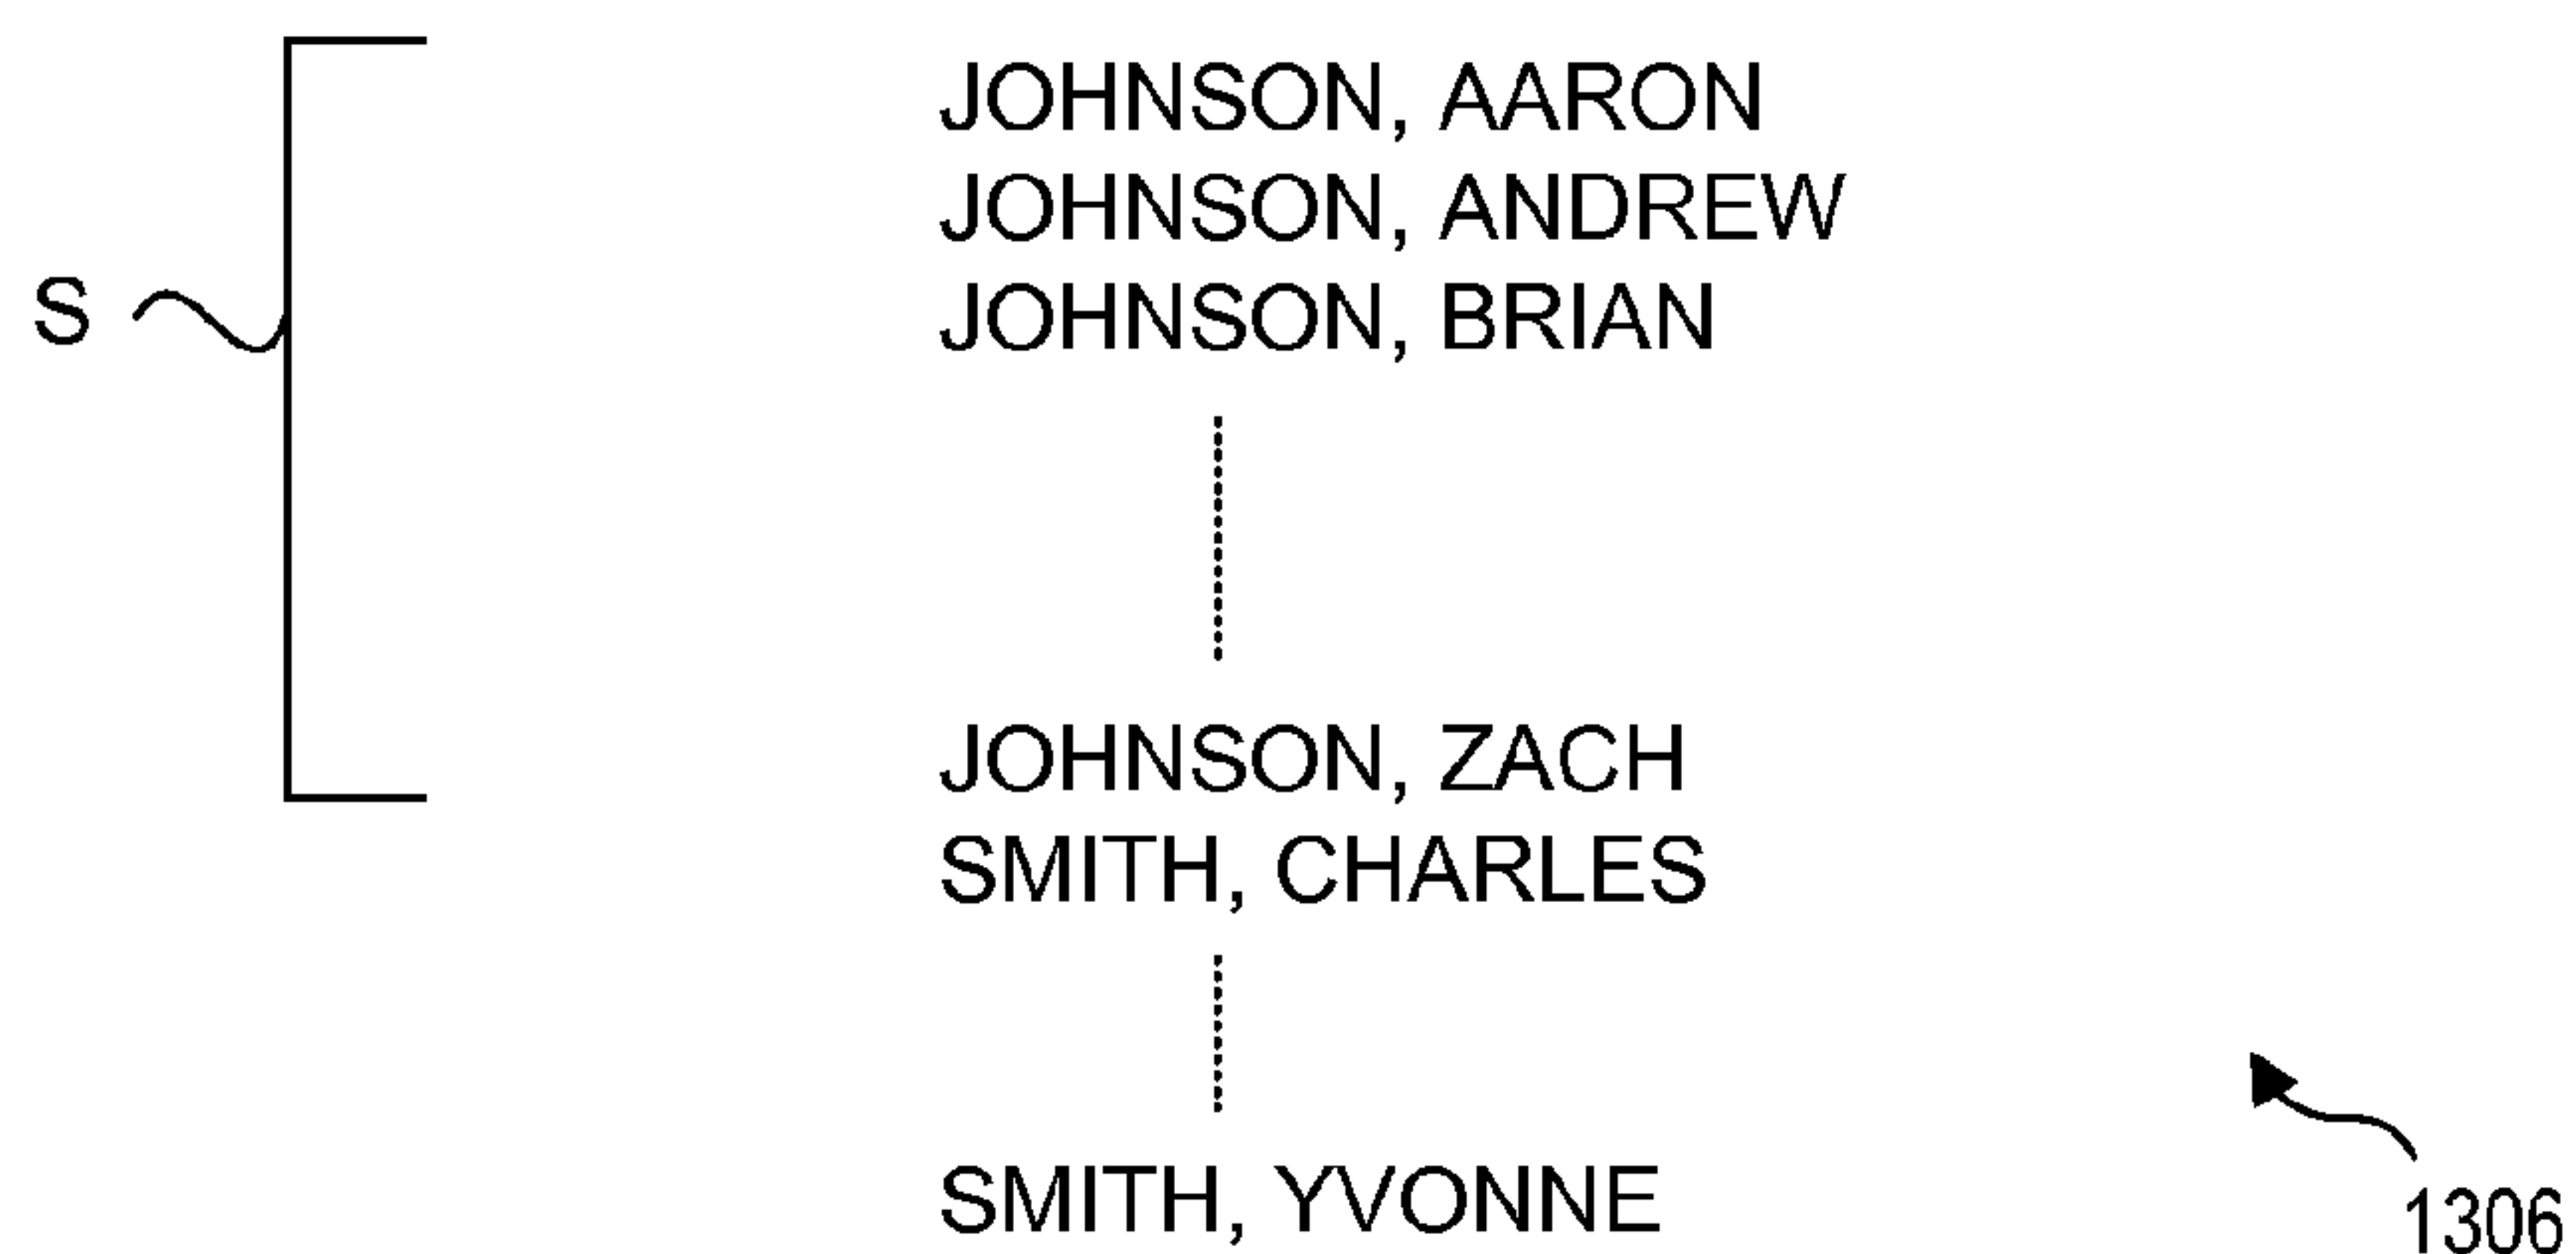 JOHNSON, AARON
JOHNSON, ANDREW
JOHNSON, BRIAN
S
JOHNSON, ZACH
SMITH, CHARLES
SMITH, YVONNE
1306